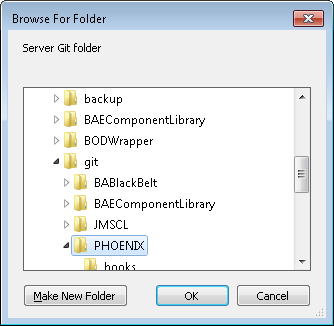 Browse For Folder
Server Git folder
backup
BAEComponentLibrary
BODWrapper
git
BABlackBelt
BAEComponentLibrary
JMSCL
PHOENIX
hooks
Make New Folder
OK
Cancel